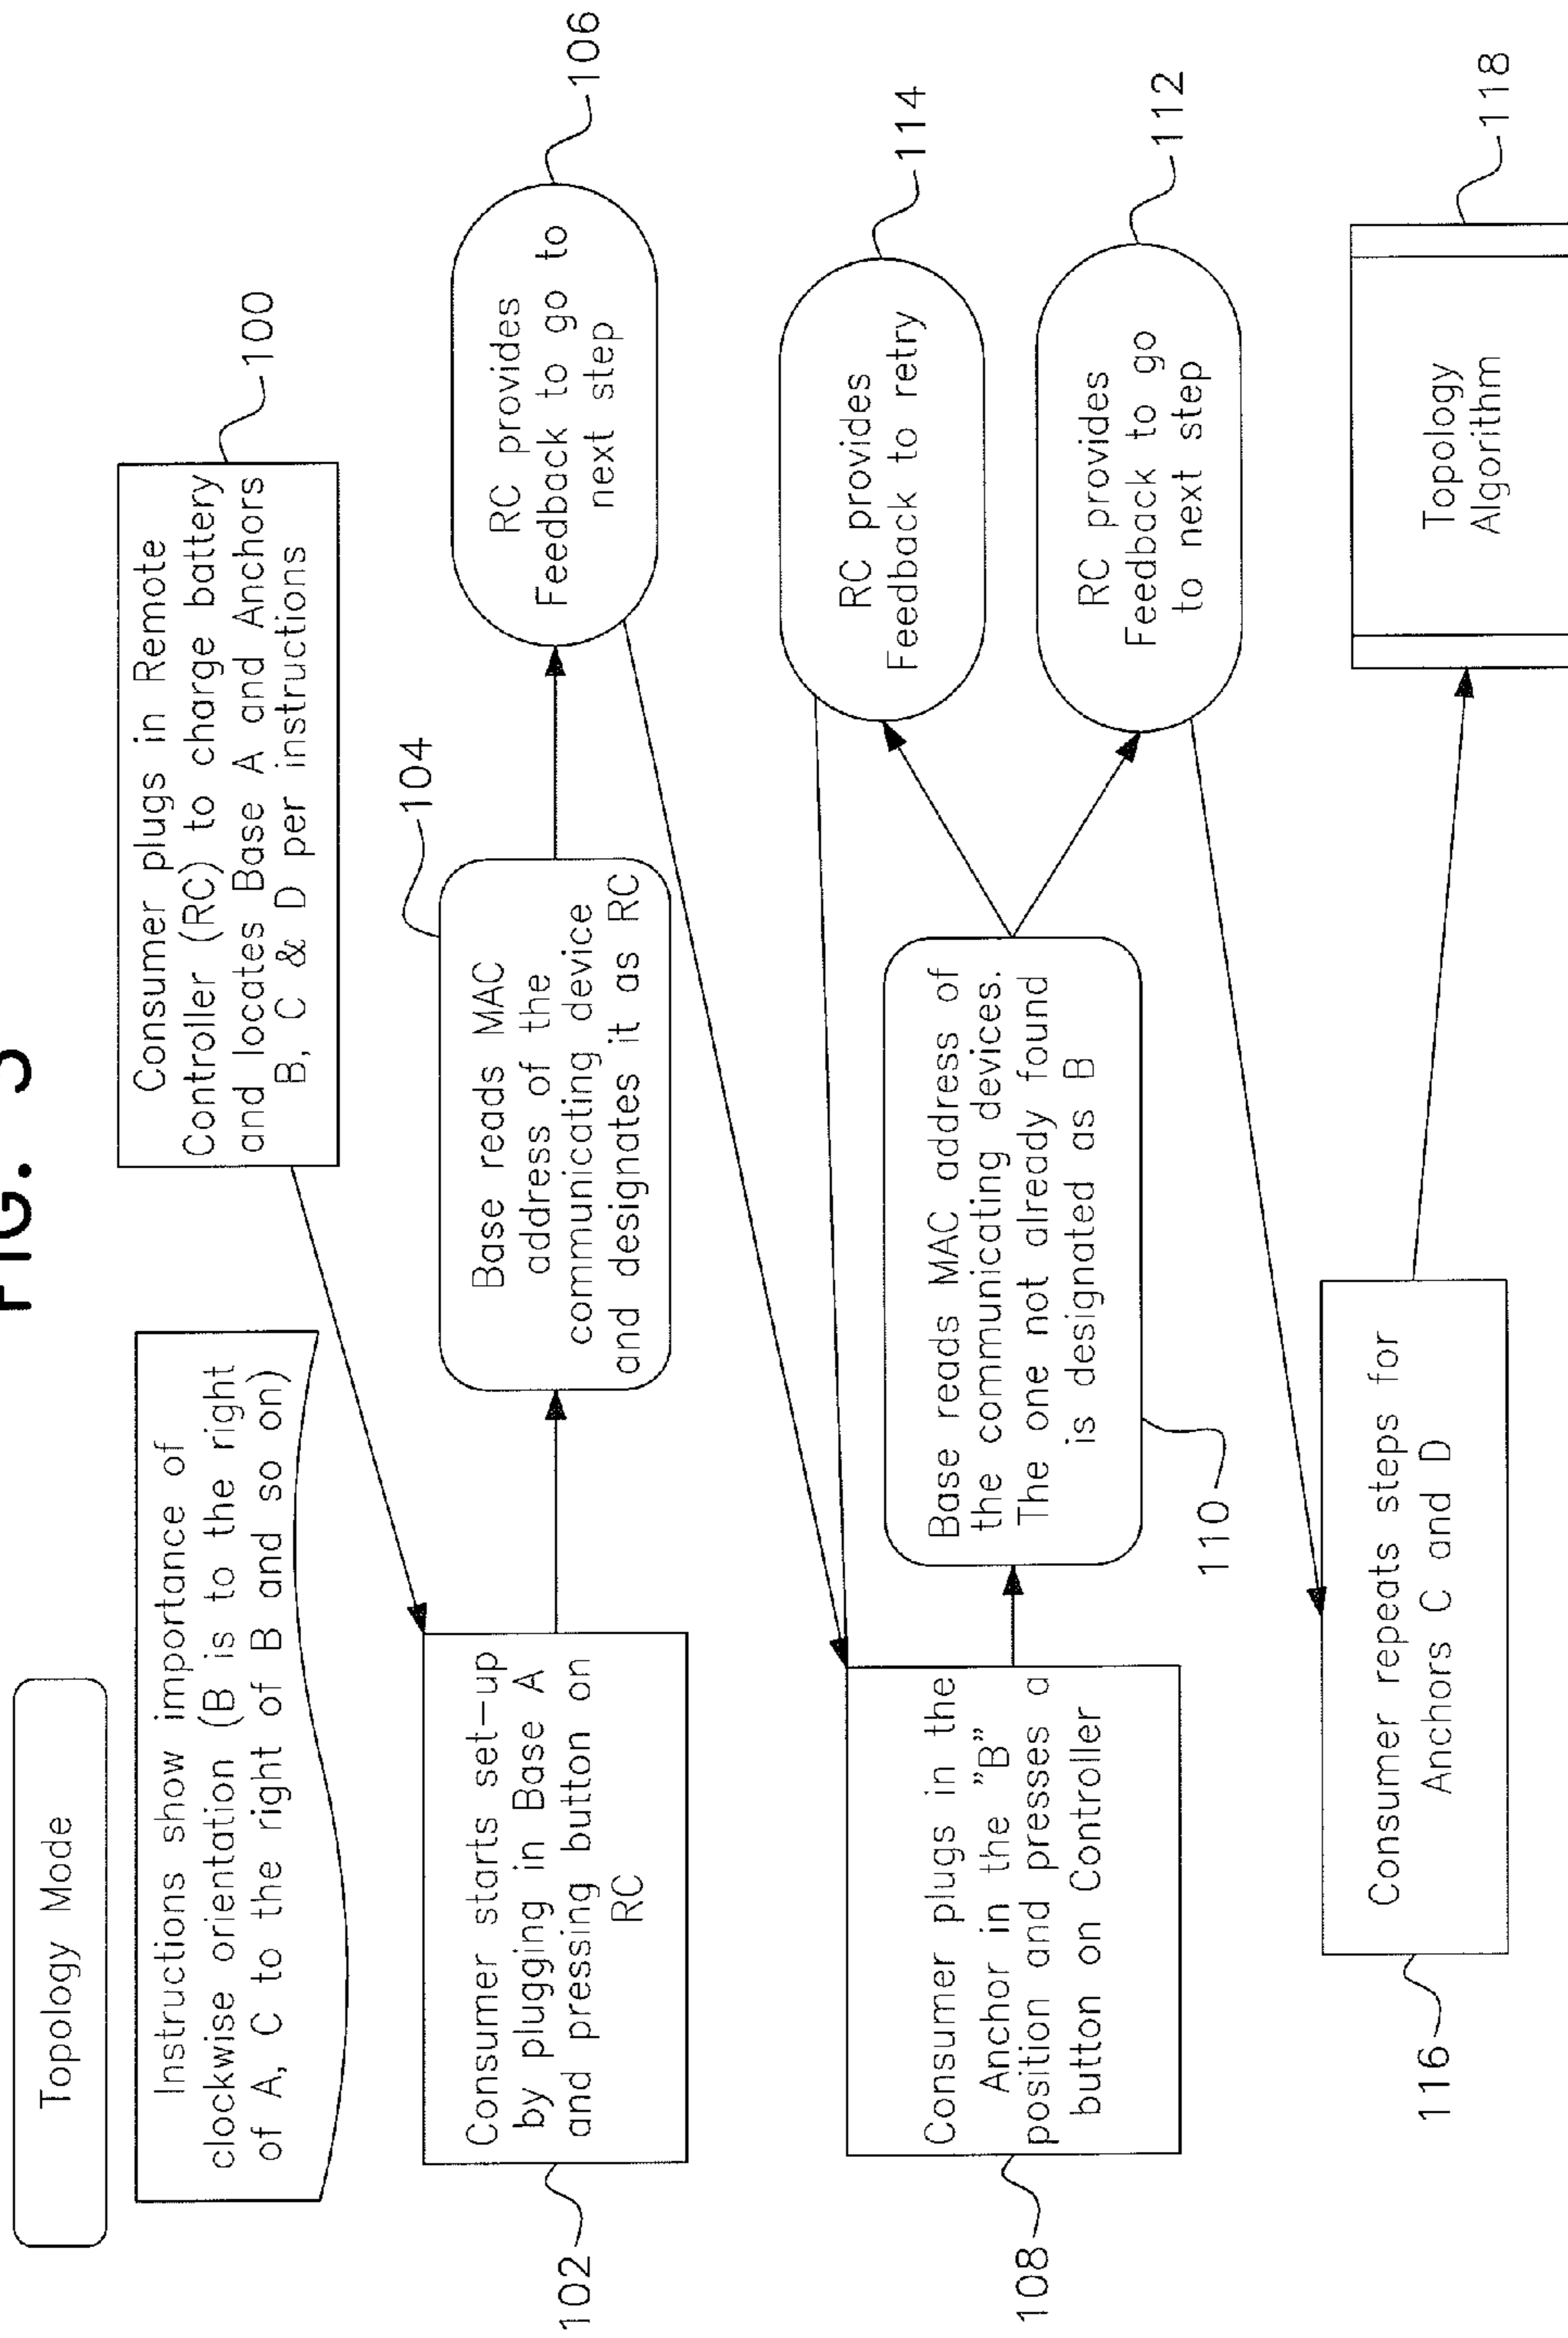 FIG.
Topology Mode
Instructions show importance of
clockwise orientation (B is to the right
of A, C to the right of B and so on)
Consumer plugs in Remote
Controller (RC) to charge battery
and locates Base A and Anchors
B, C & D per instructions
100
Consumer starts set-up
by plugging in Base A
and pressing button on
RC
102
Base reads MAC
address of the
communicating device
and designates it as RC
104
RC provides
Feedback to go to
next step
106
Consumer plugs in the
Anchor in the "B"
position and presses a
button on Controller
108
Base reads MAC address of
the communicating devices.
The one not already found
is designated as B
110
RC provides
Feedback to retry
114
RC provides
Feedback to go
to next step
112
Consumer repeats steps for
Anchors C and D
116
Topology
Algorithm
118